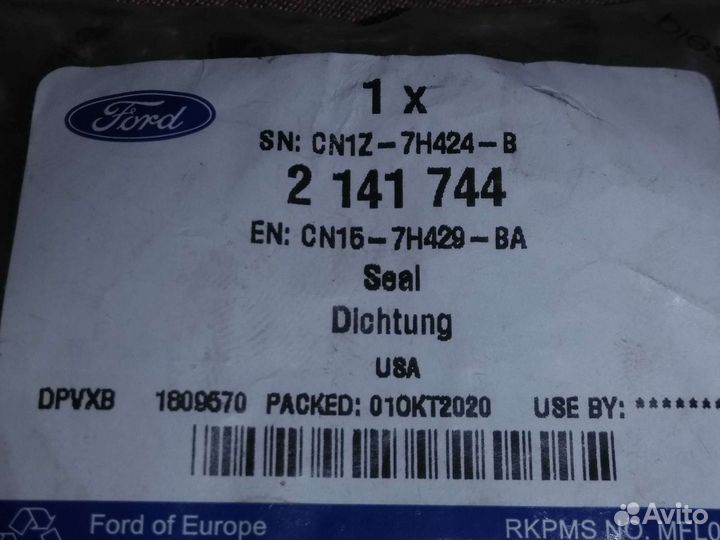 Ford
1 x
SN: CN1Z-7H424-B
2 141 744
EN: CN15-7H429-BA
Seal
Dichtung
USA
DPVXB 1809570 PACKED: 01OKT2020 USE BY: *******
Ford of Europe RKPMS NO. MFL0
Avito